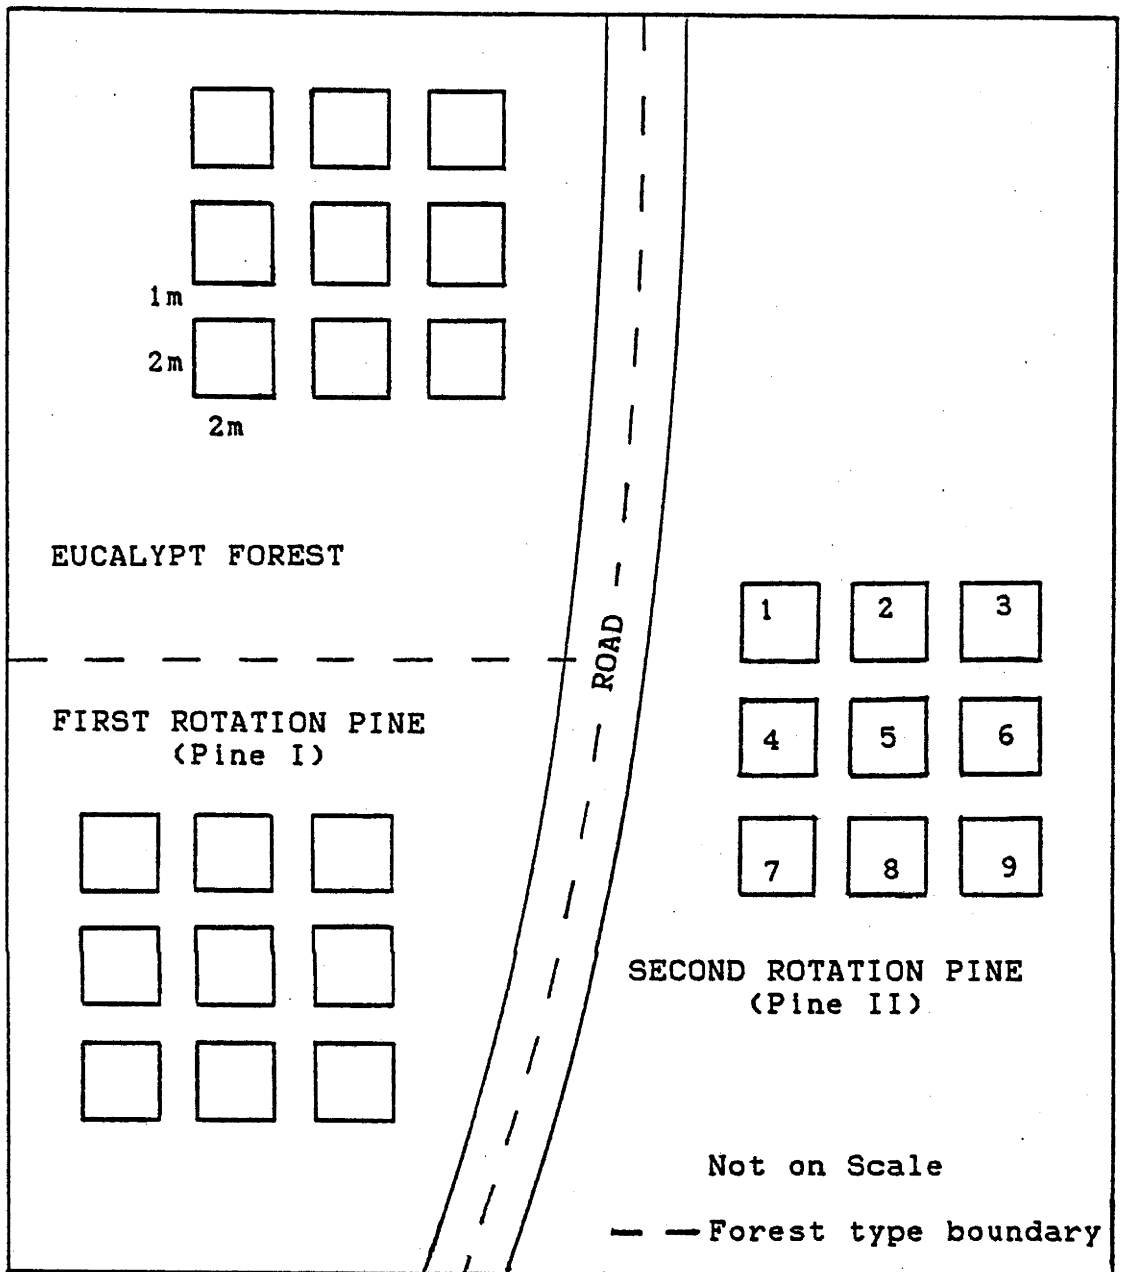 1m
2m
2m
EUCALYPT FOREST
ROAD
FIRST ROTATION PINE
(Pine I)
1 2 3
4 5 6
7 8 9
SECOND ROTATION PINE
(Pine II)
Not on Scale
Forest type boundary